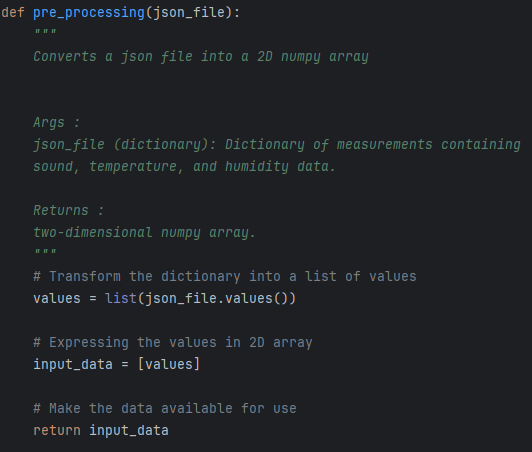 def pre_processing(json_file):
    """
    Converts a json file into a 2D numpy array


    Args :
    json_file (dictionary): Dictionary of measurements containing
    sound, temperature, and humidity data.

    Returns :
    two-dimensional numpy array.
    """
    # Transform the dictionary into a list of values
    values = list(json_file.values())

    # Expressing the values in 2D array
    input_data = [values]

    # Make the data available for use
    return input_data